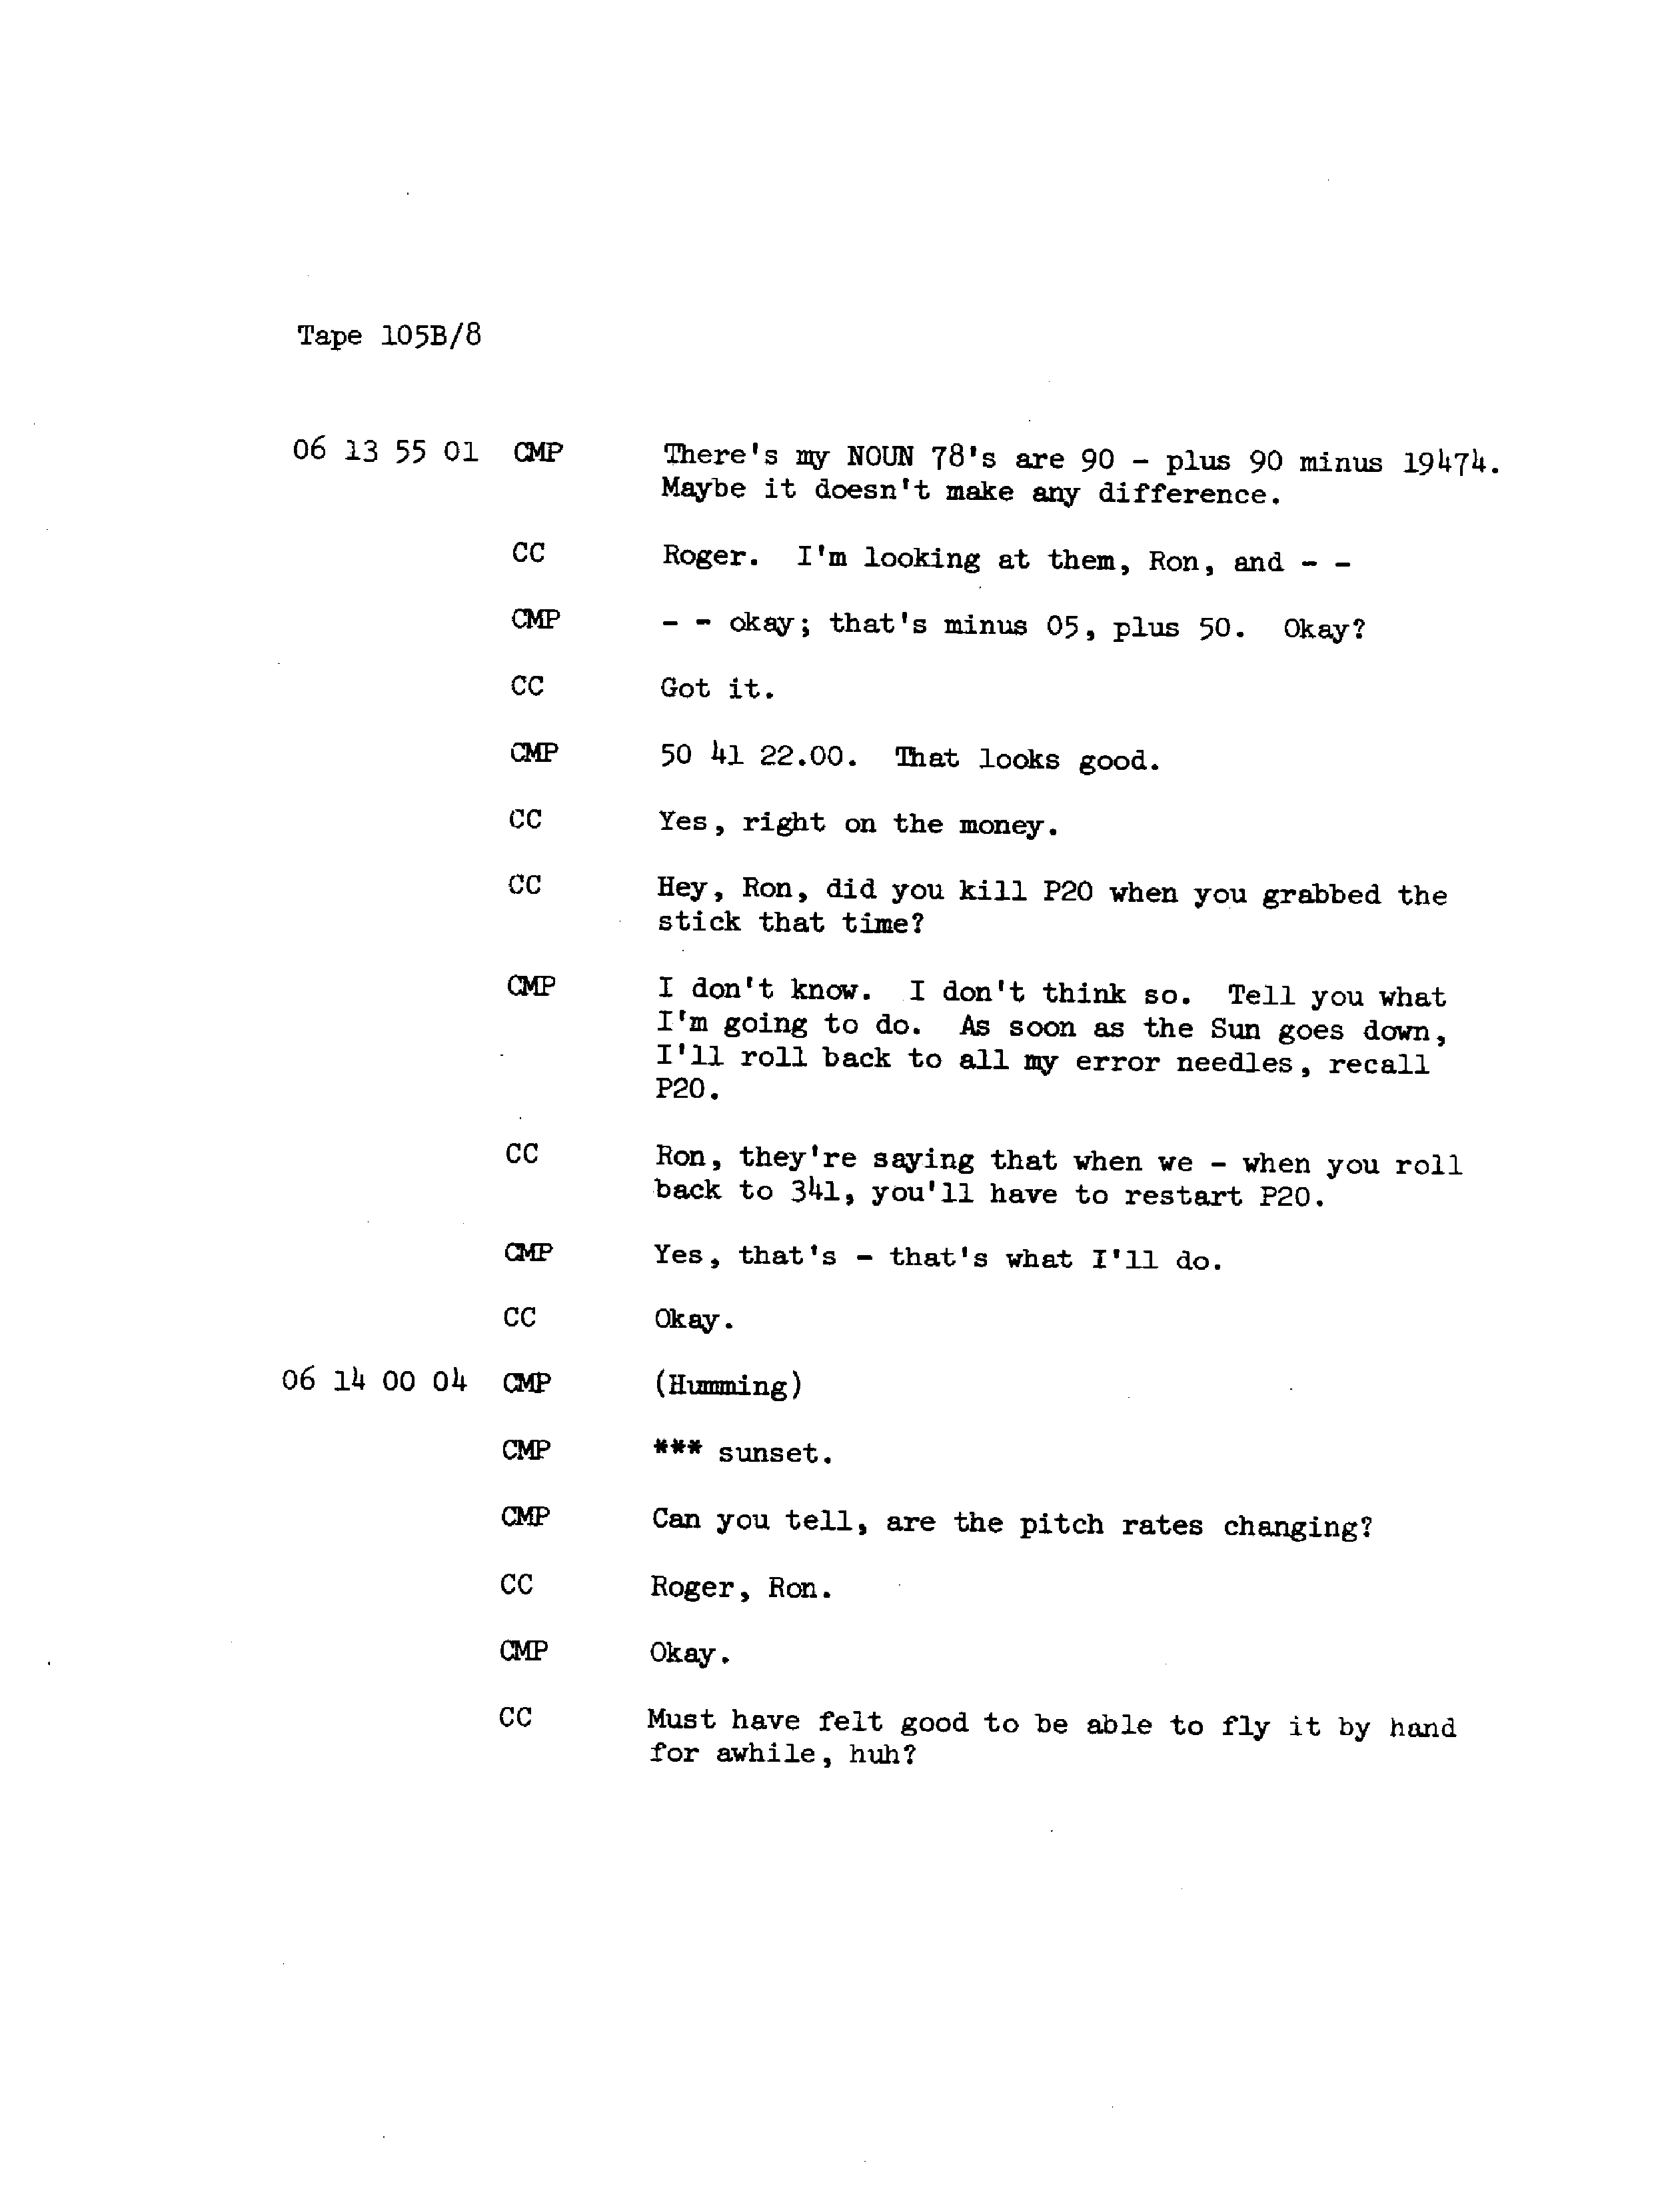 Tape 105B/8
06 13 55 01 CMP There's my NOUN 78's are 90 - plus 90 minus 19474.
Maybe it doesn't make any difference.
CC Roger. I'm looking at them, Ron, and - -
CMP - - okay; that's minus 05, plus 50. Okay?
CC Got it.
CMP 50 41 22.00. That looks good.
CC Yes, right on the money.
CC Hey, Ron, did you kill P20 when you grabbed the
stick that time?
CMP I don't know. I don't think so. Tell you what
I'm going to do. As soon as the Sun goes down,
I'll roll back to all my error needles, recall
P20.
CC Ron, they're saying that when we - when you roll
back to 341, you'll have to restart P20.
CMP Yes, that's - that's what I'll do.
CC Okay.
06 14 00 04 CMP (Humming)
CMP *** sunset.
CMP Can you tell, are the pitch rates changing?
CC Roger, Ron.
CMP Okay.
CC Must have felt good to be able to fly it by hand
for awhile, huh?